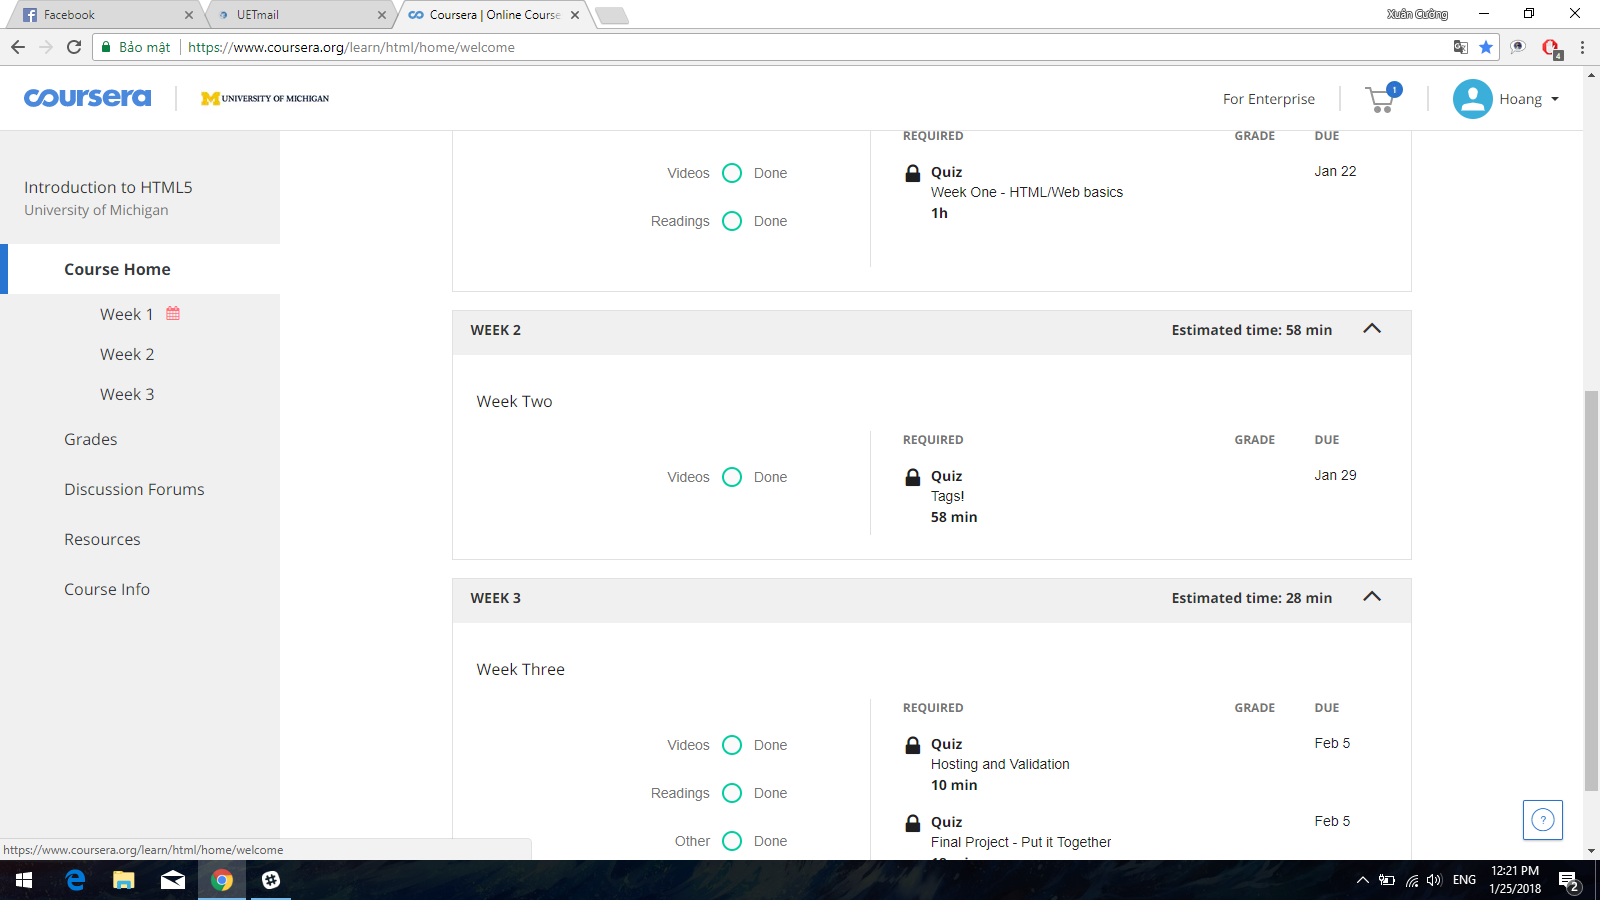 Facebook
UETmail
Coursera | Online Course
Xuân Cường
Bảo mật
https://www.coursera.org/learn/html/home/welcome
4
coursera
M UNIVERSITY OF MICHIGAN
For Enterprise
1
Hoang
Introduction to HTML5
University of Michigan
Course Home
Week 1
Week 2
Week 3
Grades
Discussion Forums
Resources
Course Info
REQUIRED GRADE DUE
Videos Done
Readings Done
Quiz Jan 22
Week One - HTML/Web basics
1h
WEEK 2 Estimated time: 58 min
Week Two
REQUIRED GRADE DUE
Videos Done
Quiz Jan 29
Tags!
58 min
WEEK 3 Estimated time: 28 min
Week Three
REQUIRED GRADE DUE
Videos Done
Readings Done
Other Done
Quiz Feb 5
Hosting and Validation
10 min
Quiz Feb 5
Final Project - Put it Together
?
https://www.coursera.org/learn/html/home/welcome
ENG
12:21 PM
1/25/2018
2